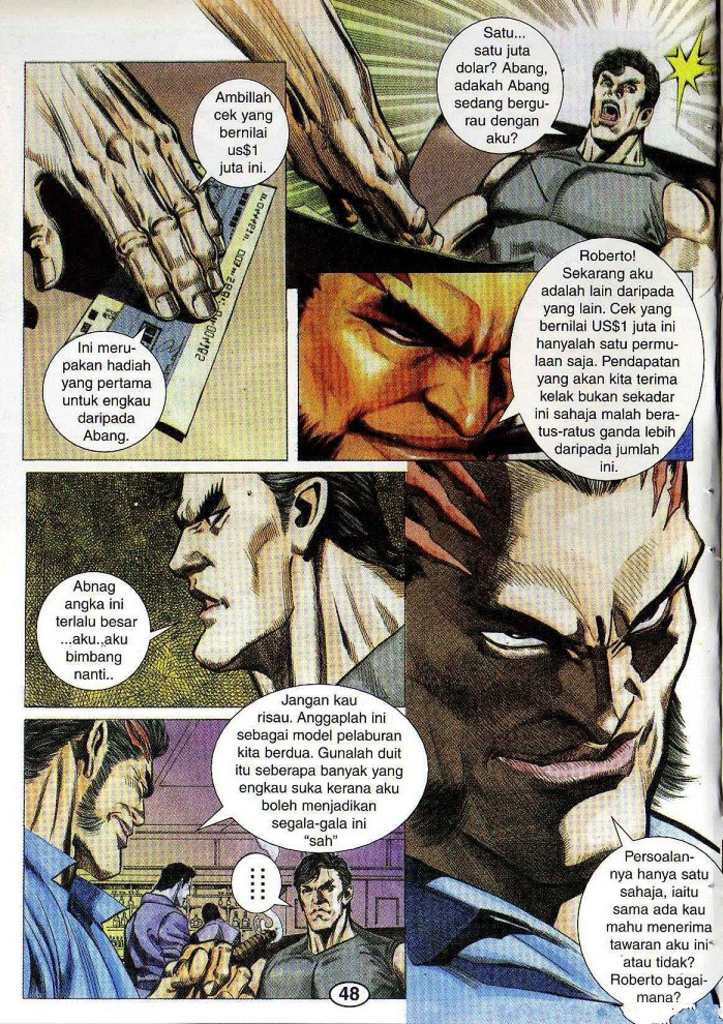 Ambillah
cek yang
bernilai
us$1
juta ini.
Ini meru-
pakan hadiah
yang pertama
untuk engkau
daripada
Abang.
Satu...
satu juta
dolar? Abang,
adakah Abang
sedang bergu-
rau dengan
aku?
Roberto!
Sekarang aku
adalah lain daripada
yang lain. Cek yang
bernilai US$1 juta ini
hanyalah satu permu-
laan saja. Pendapatan
yang akan kita terima
kelak bukan sekadar
ini sahaja malah bera-
tus-ratus ganda lebih
daripada jumlah
ini.
Abnag
angka ini
terlalu besar
...aku..aku
bimbang
nanti..
Jangan kau
risau. Anggaplah ini
sebagai model pelaburan
kita berdua. Gunalah duit
itu seberapa banyak yang
engkau suka kerana aku
boleh menjadikan
segala-gala ini
"sah"
Persoalan-
nya hanya satu
sahaja, iaitu
sama ada kau
mahu menerima
tawaran aku ini
atau tidak?
Roberto bagai-
mana?
48